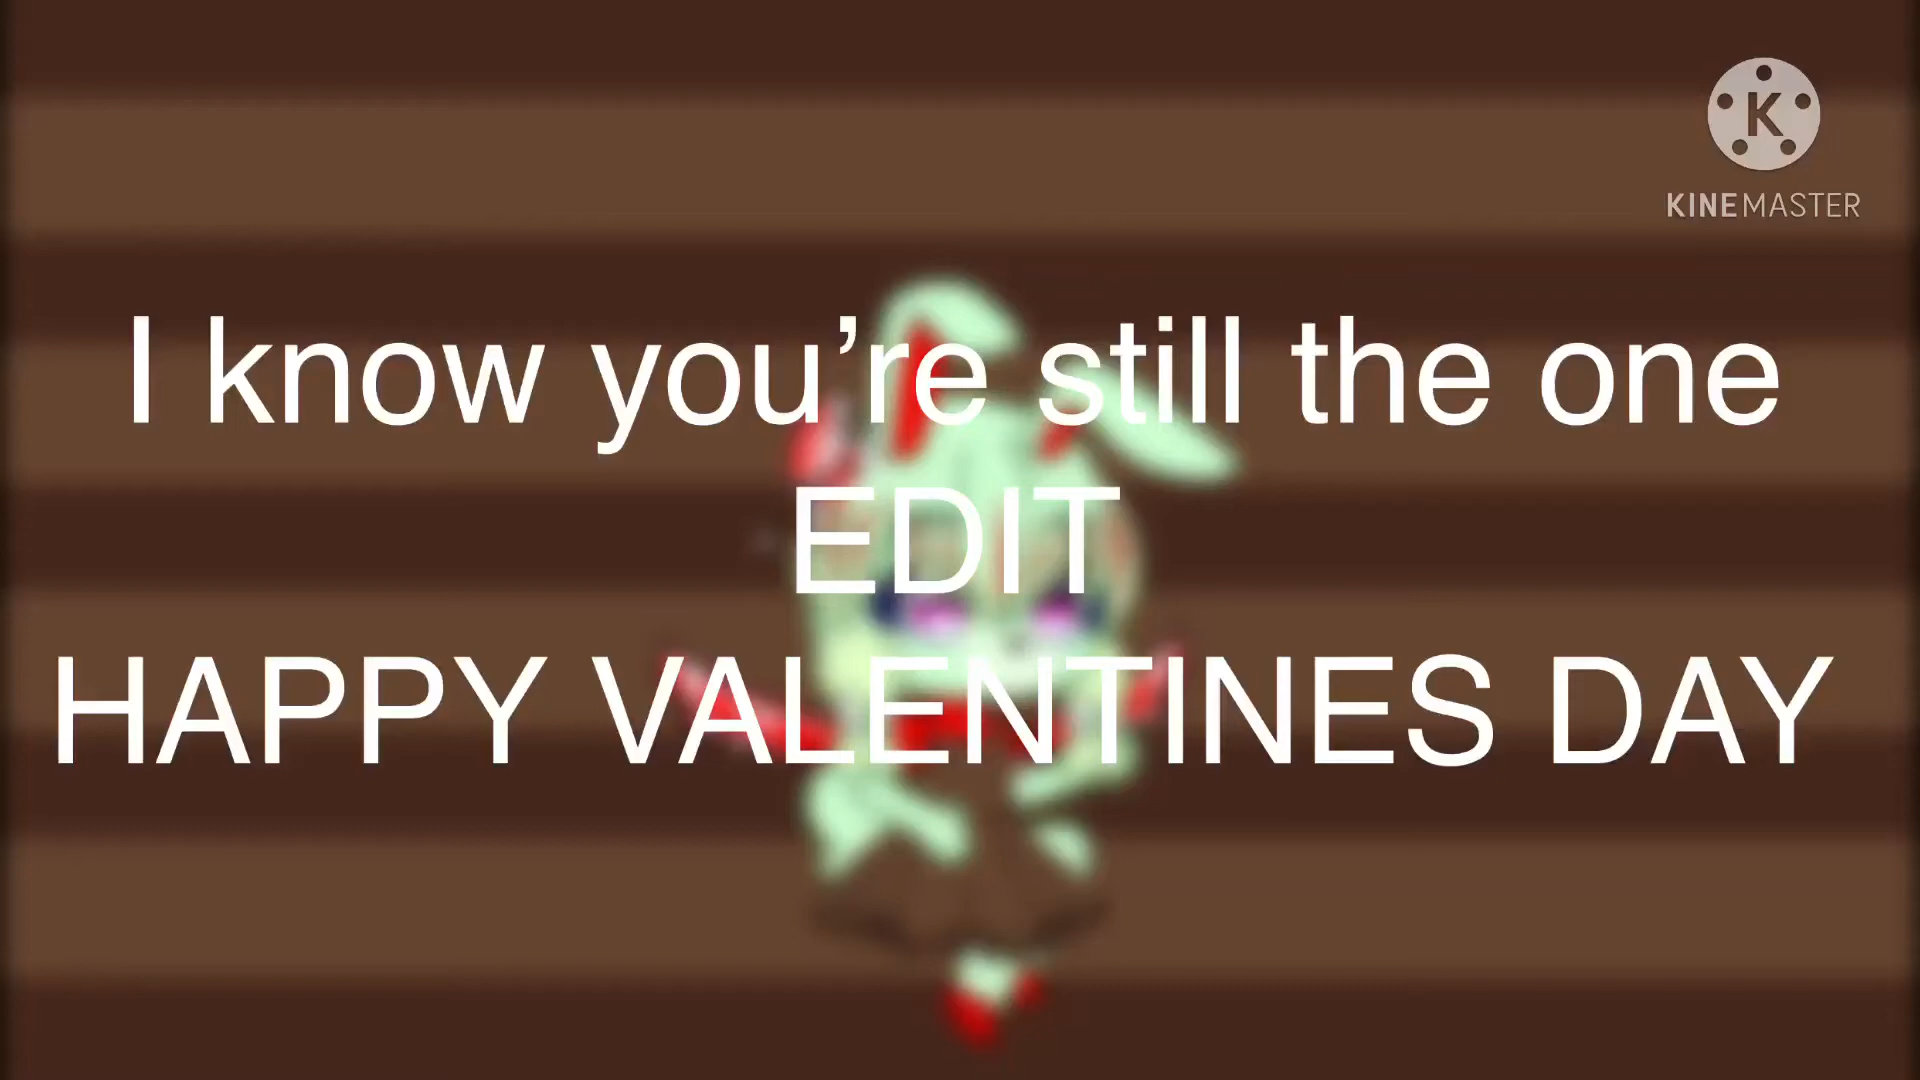 K
KINEMASTER
I know you’re still the one
EDIT
HAPPY VALENTINES DAY